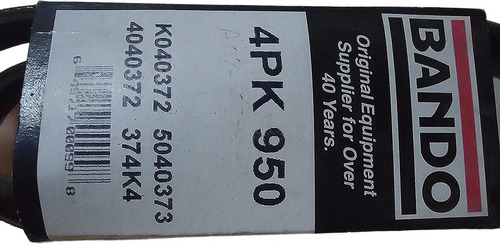 BANDO
Original Equipment
Supplier for Over
40 Years.
4PK 950
K040372 5040373
4040372 374K4